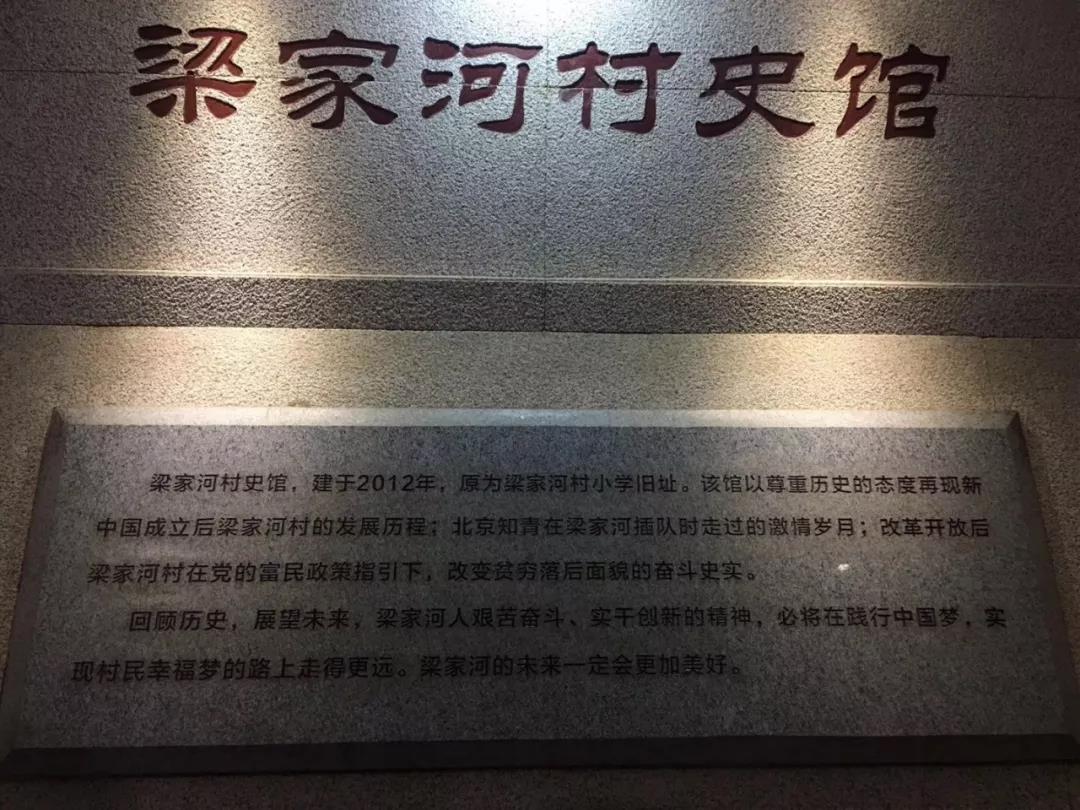 梁家河村史馆
梁家河村史馆，建于2012年，原为梁家河村小学旧址。该馆以尊重历史的态度再现新
中国成立后梁家河村的发展历程；北京知青在梁家河插队时走过的激情岁月；改革开放后
梁家河村在党的富民政策指引下，改变贫穷落后面貌的奋斗史实。
回顾历史，展望未来，梁家河人艰苦奋斗、实干创新的精神，必将在践行中国梦，实
现村民幸福梦的路上走得更远。梁家河的未来一定会更加美好。